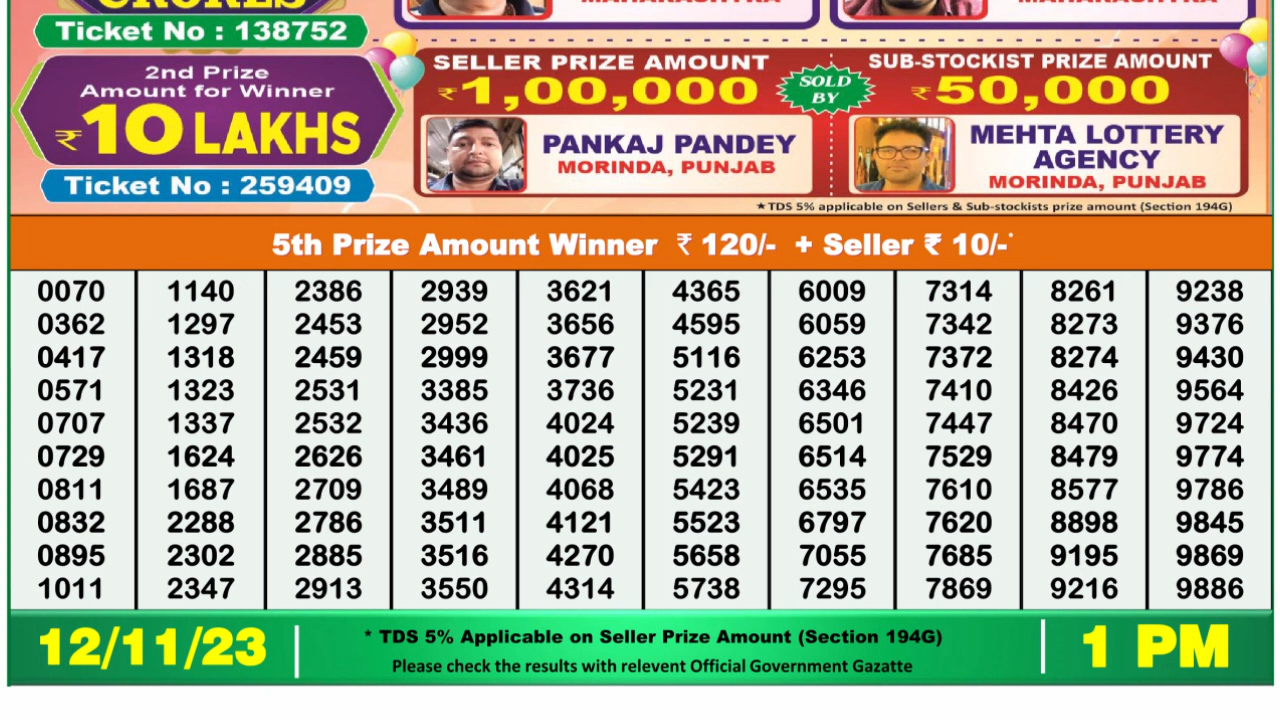 CRORES
MAHARASHTRA
MAHARASHTRA
Ticket No : 138752
2nd Prize
Amount for Winner
₹10 LAKHS
Ticket No : 259409
SELLER PRIZE AMOUNT
₹1,00,000
PANKAJ PANDEY
MORINDA, PUNJAB
SOLD
BY
SUB-STOCKIST PRIZE AMOUNT
₹50,000
MEHTA LOTTERY
AGENCY
MORINDA, PUNJAB
★TDS 5% applicable on Sellers & Sub-stockists prize amount (Section 194G)
5th Prize Amount Winner ₹ 120/- + Seller ₹ 10/-*
0070 1140 2386 2939 3621 4365 6009 7314 8261 9238
0362 1297 2453 2952 3656 4595 6059 7342 8273 9376
0417 1318 2459 2999 3677 5116 6253 7372 8274 9430
0571 1323 2531 3385 3736 5231 6346 7410 8426 9564
0707 1337 2532 3436 4024 5239 6501 7447 8470 9724
0729 1624 2626 3461 4025 5291 6514 7529 8479 9774
0811 1687 2709 3489 4068 5423 6535 7610 8577 9786
0832 2288 2786 3511 4121 5523 6797 7620 8898 9845
0895 2302 2885 3516 4270 5658 7055 7685 9195 9869
1011 2347 2913 3550 4314 5738 7295 7869 9216 9886
12/11/23
* TDS 5% Applicable on Seller Prize Amount (Section 194G)
Please check the results with relevent Official Government Gazatte
1 PM